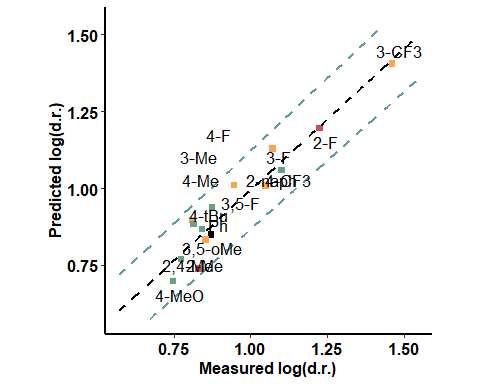 Predicted log(d.r.)
1.50
1.25
1.00
0.75
3-CF3
4-F
2-F
3-Me
3-F
4-Me
4-CF3
3,5-F
4-tBu
Ph
3,5-oMe
4-MeO
0.75
1.00
1.25
1.50
Measured log(d.r.)